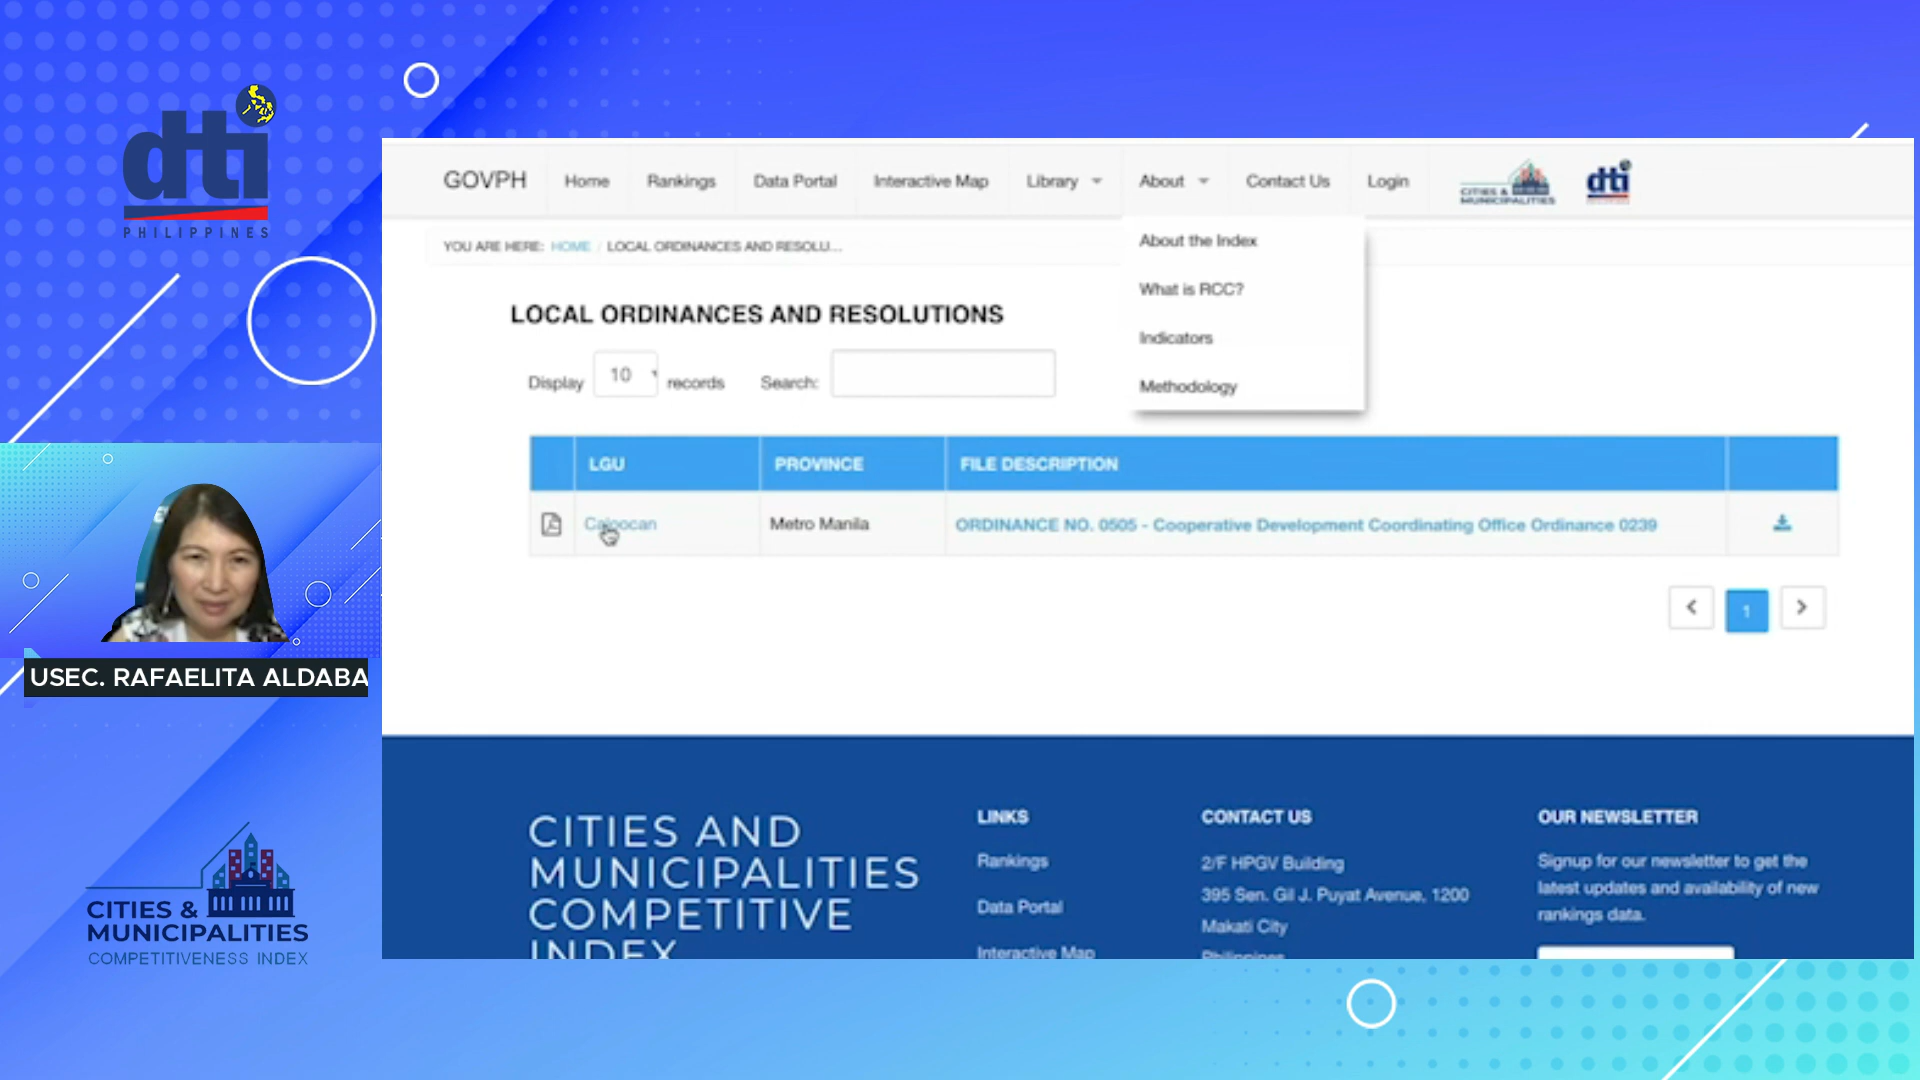 dti
PHILIPPINES
GOVPH
Home
Rankings
Data Portal
Interactive Map
Library
About
Contact Us
Login
CITIES &
MUNICIPALITIES
dti
YOU ARE HERE: HOME / LOCAL ORDINANCES AND RESOLU...
About the Index
What is RCC?
Indicators
Methodology
LOCAL ORDINANCES AND RESOLUTIONS
Display 10 records Search:
LGU PROVINCE FILE DESCRIPTION
Caloocan Metro Manila ORDINANCE NO. 0505 - Cooperative Development Coordinating Office Ordinance 0239
1
USEC. RAFAELITA ALDABA
CITIES AND
MUNICIPALITIES
COMPETITIVE
INDEX
LINKS
Rankings
Data Portal
Interactive Map
CONTACT US
2/F HPGV Building
395 Sen. Gil J. Puyat Avenue, 1200
Makati City
Philippines
OUR NEWSLETTER
Signup for our newsletter to get the
latest updates and availability of new
rankings data.
CITIES &
MUNICIPALITIES
COMPETITIVENESS INDEX